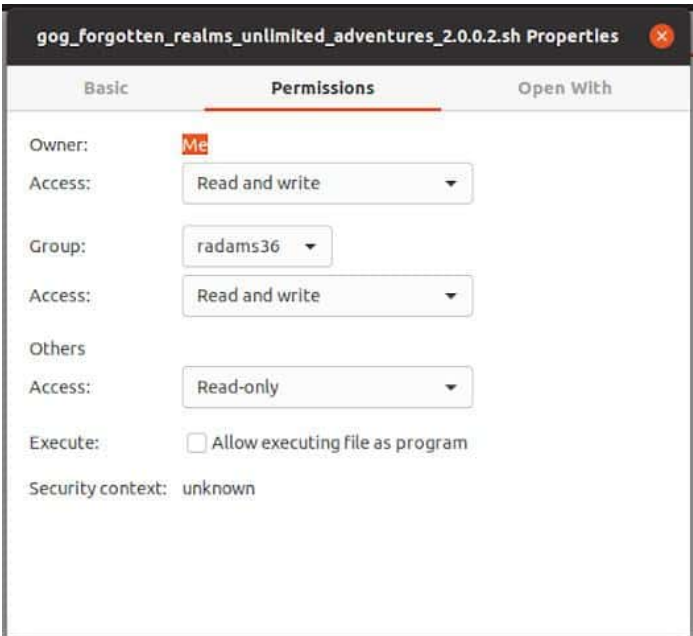 gog_forgotten_realms_unlimited_adventures_2.0.0.2.sh Properties
Basic Permissions Open With
Owner: Me
Access: Read and write
Group: radams36
Access: Read and write
Others
Access: Read-only
Execute: Allow executing file as program
Security context: unknown